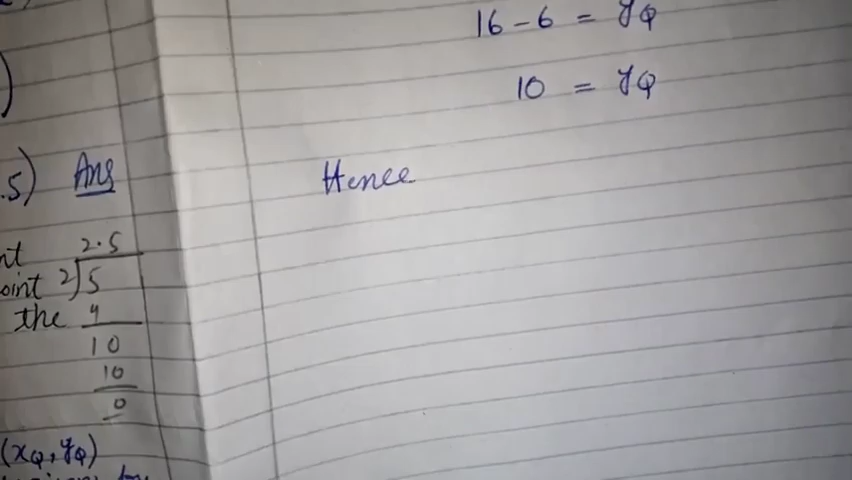 16 - 6 = yQ
10 = yQ
Hence
.5) Ans
nt
2.5
oint 2)5
the 4
10
10
0
(xQ, yQ)